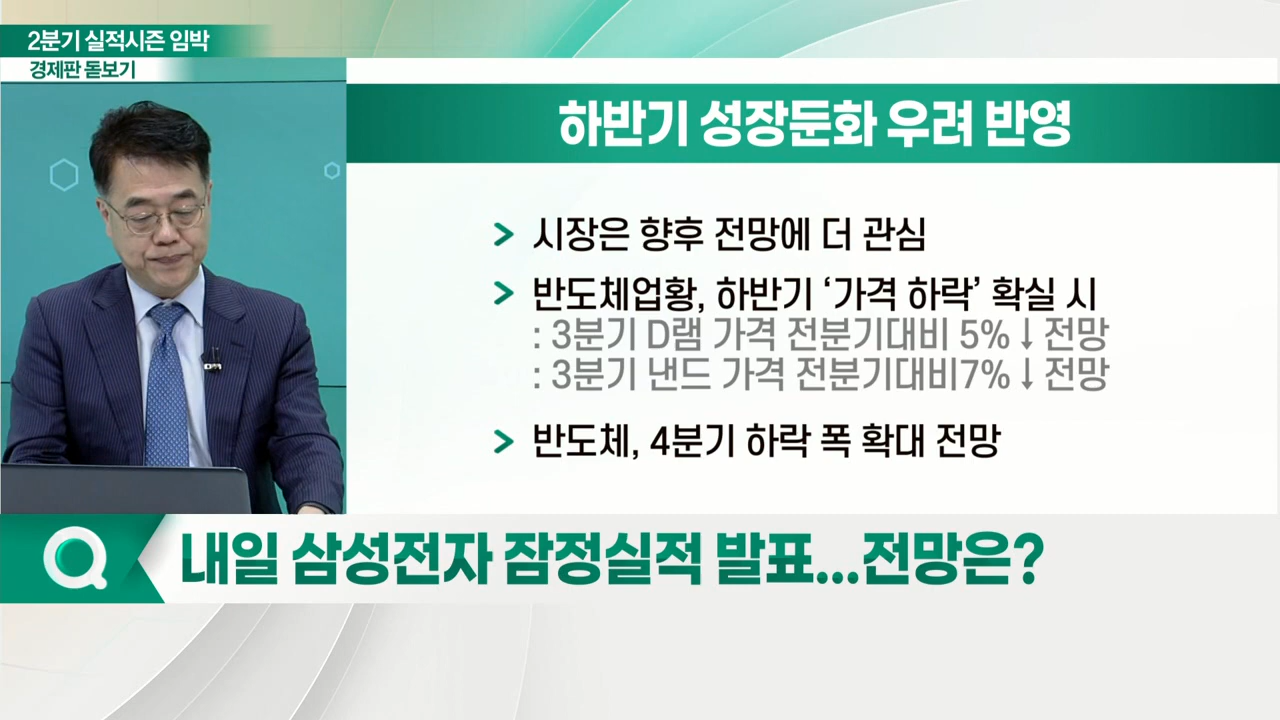 2분기 실적시즌 임박
경제판 돋보기
하반기 성장둔화 우려 반영
시장은 향후 전망에 더 관심
반도체업황, 하반기 ‘가격 하락’ 확실 시
: 3분기 D램 가격 전분기대비 5%↓전망
: 3분기 낸드 가격 전분기대비7%↓전망
반도체, 4분기 하락 폭 확대 전망
내일 삼성전자 잠정실적 발표...전망은?